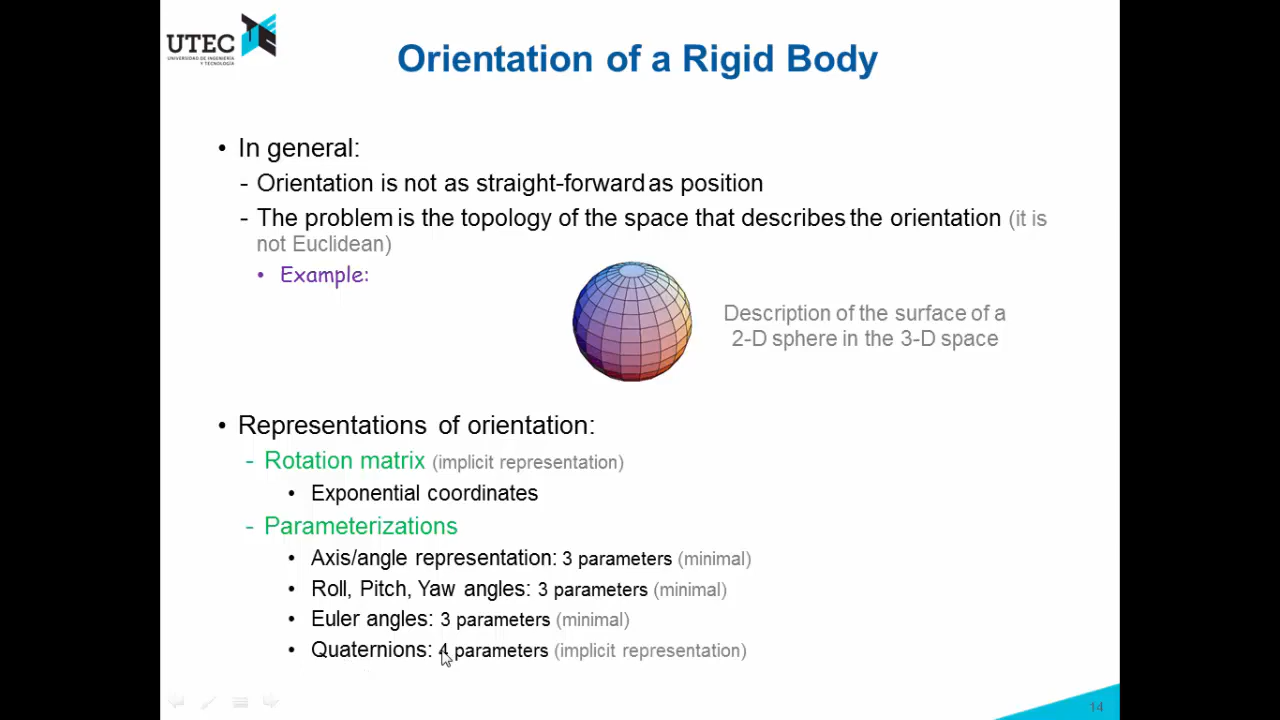 UTEC
UNIVERSIDAD DE INGENIERÍA
Y TECNOLOGÍA
Orientation of a Rigid Body
• In general:
- Orientation is not as straight-forward as position
- The problem is the topology of the space that describes the orientation (it is
not Euclidean)
• Example:
Description of the surface of a
2-D sphere in the 3-D space
• Representations of orientation:
- Rotation matrix (implicit representation)
• Exponential coordinates
- Parameterizations
• Axis/angle representation: 3 parameters (minimal)
• Roll, Pitch, Yaw angles: 3 parameters (minimal)
• Euler angles: 3 parameters (minimal)
• Quaternions: 4 parameters (implicit representation)
14